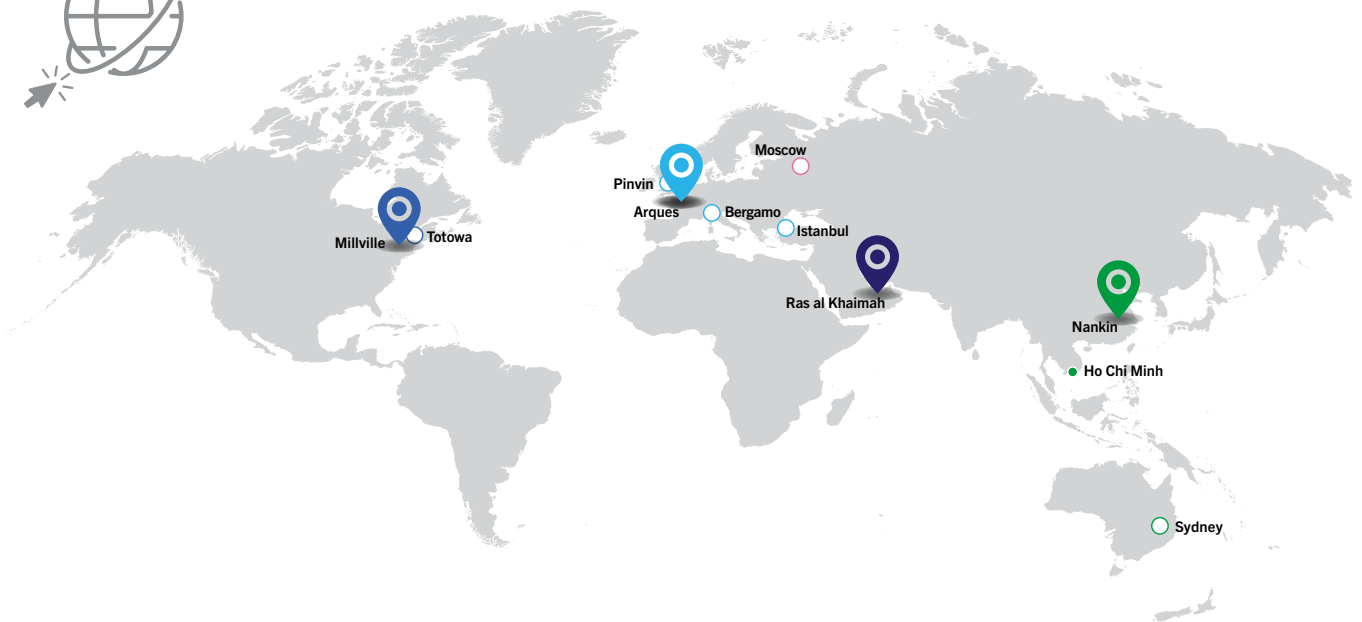 Moscow
Pinvin
Arques
Bergamo
Istanbul
Millville
Totowa
Ras al Khaimah
Nankin
Ho Chi Minh
Sydney